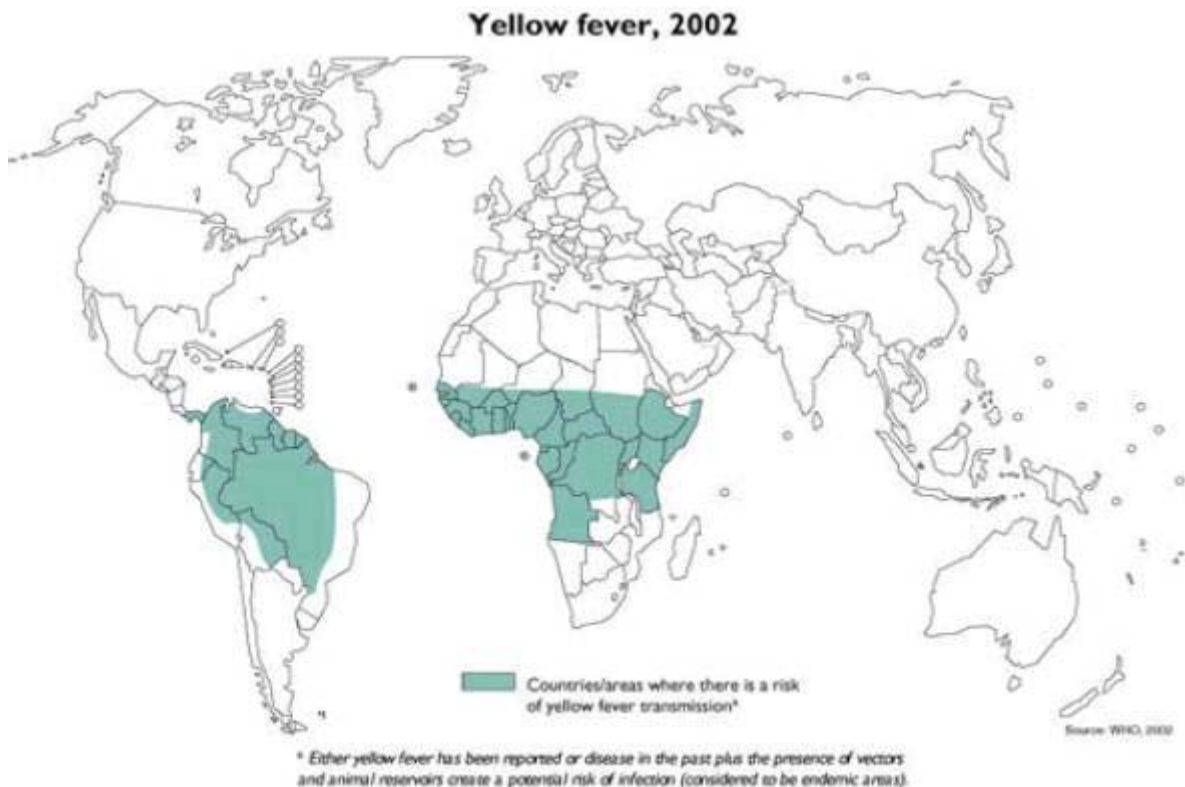 Yellow fever, 2002
Countries/areas where there is a risk
of yellow fever transmission*
Source: WHO, 2002
* Either yellow fever has been reported or disease in the past plus the presence of vectors
and animal reservoirs create a potential risk of infection (considered to be endemic areas).